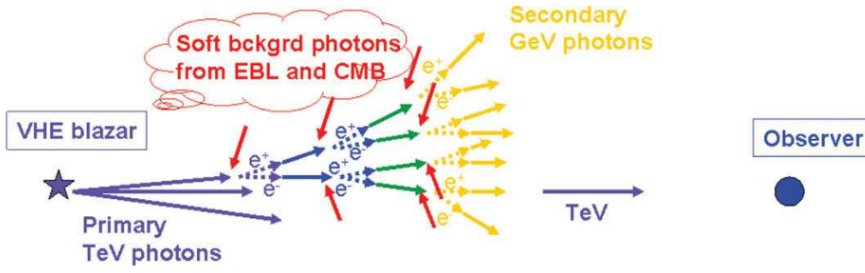 Soft bckgrd photons
from EBL and CMB
Secondary
GeV photons
VHE blazar
Observer
Primary
TeV photons
TeV
e⁺
e⁻
e⁺
e⁻
e⁺
e⁻
e⁺
e⁻
e⁺
e⁻